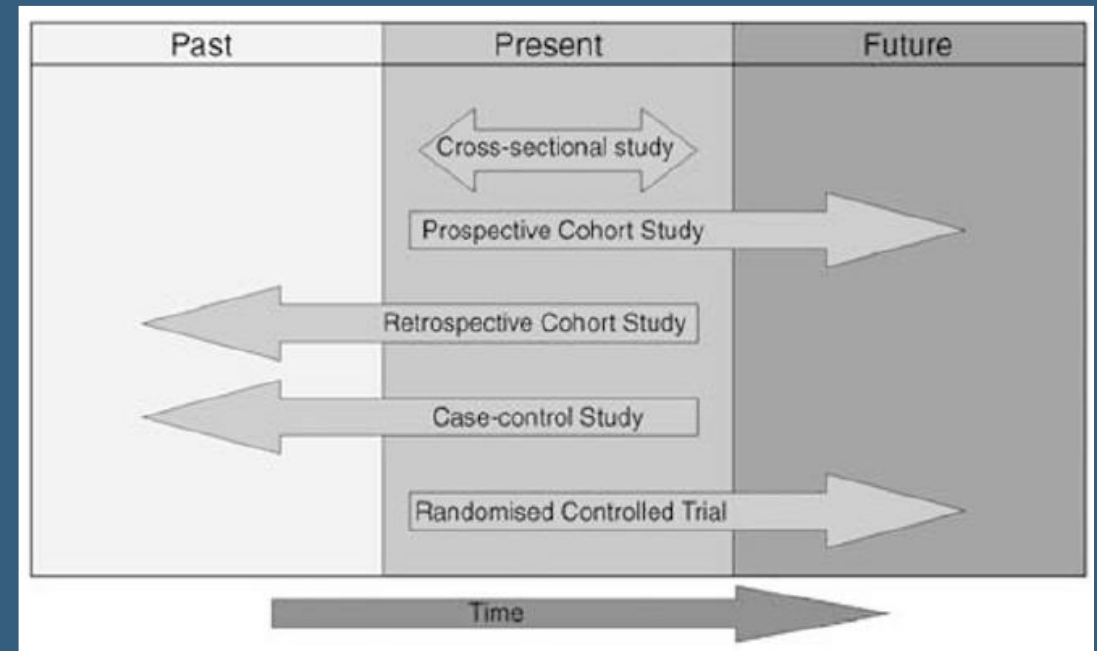 Past
Present
Future
Cross-sectional study
Prospective Cohort Study
Retrospective Cohort Study
Case-control Study
Randomised Controlled Trial
Time